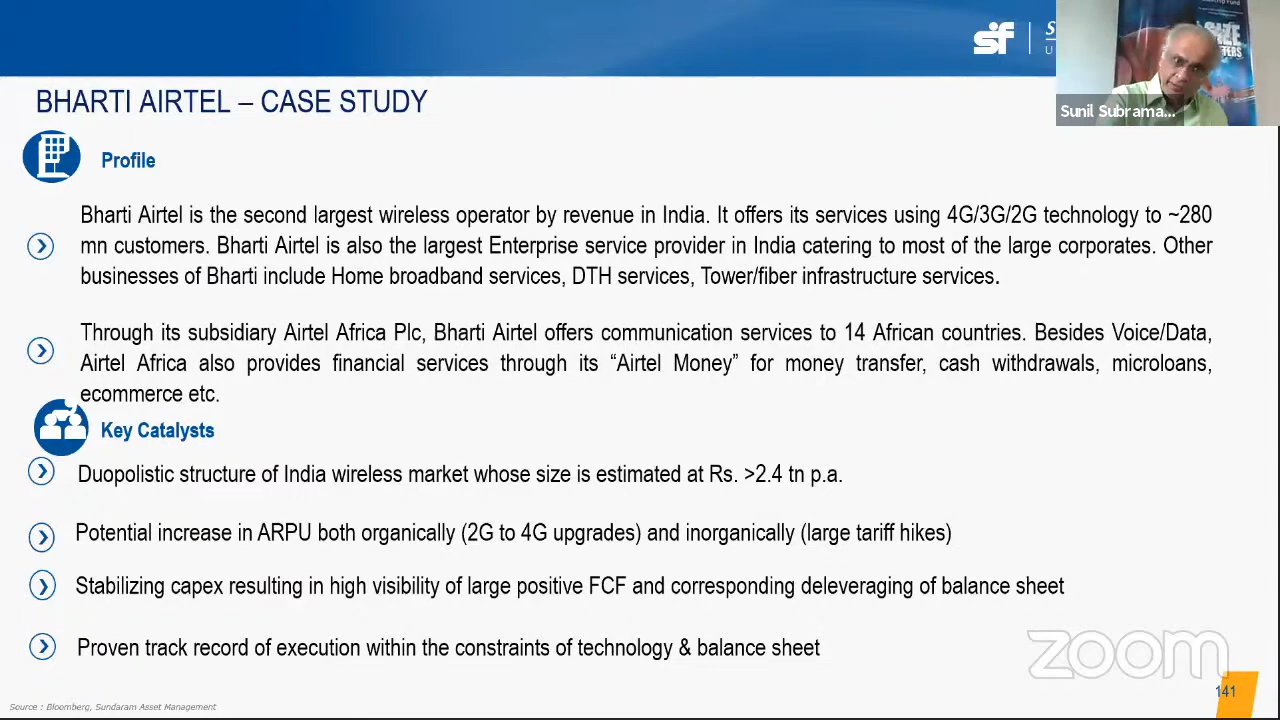 sf
BHARTI AIRTEL – CASE STUDY
Sunil Subrama...
Profile
Bharti Airtel is the second largest wireless operator by revenue in India. It offers its services using 4G/3G/2G technology to ~280
mn customers. Bharti Airtel is also the largest Enterprise service provider in India catering to most of the large corporates. Other
businesses of Bharti include Home broadband services, DTH services, Tower/fiber infrastructure services.
Through its subsidiary Airtel Africa Plc, Bharti Airtel offers communication services to 14 African countries. Besides Voice/Data,
Airtel Africa also provides financial services through its “Airtel Money” for money transfer, cash withdrawals, microloans,
ecommerce etc.
Key Catalysts
Duopolistic structure of India wireless market whose size is estimated at Rs. >2.4 tn p.a.
Potential increase in ARPU both organically (2G to 4G upgrades) and inorganically (large tariff hikes)
Stabilizing capex resulting in high visibility of large positive FCF and corresponding deleveraging of balance sheet
Proven track record of execution within the constraints of technology & balance sheet
zoom
141
Source : Bloomberg, Sundaram Asset Management